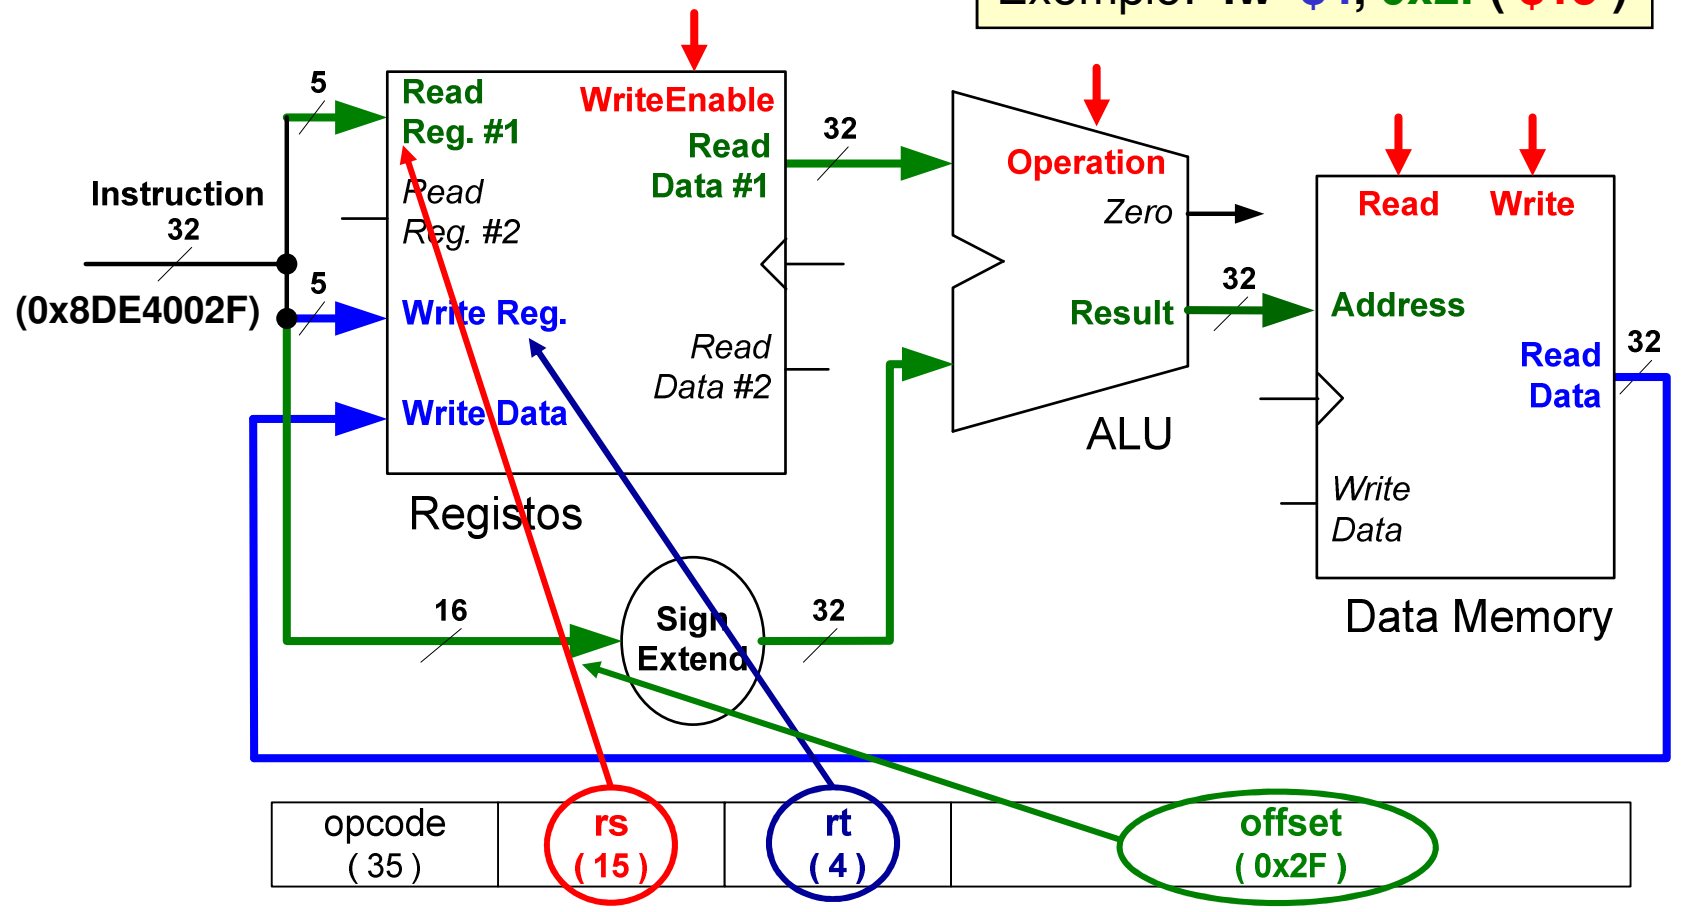 Exemplo: lw $4, 0x2F ( $15 )
5
Read
Reg. #1
WriteEnable
Read
Data #1
32
Operation
Read
Reg. #2
Instruction
32
(0x8DE4002F)
5
Write Reg.
Write Data
Read
Data #2
Registos
Zero
Result
32
ALU
Read Write
Address
Read
Data
32
Write
Data
Data Memory
16
Sign
Extend
32
opcode
( 35 )
rs
( 15 )
rt
( 4 )
offset
( 0x2F )